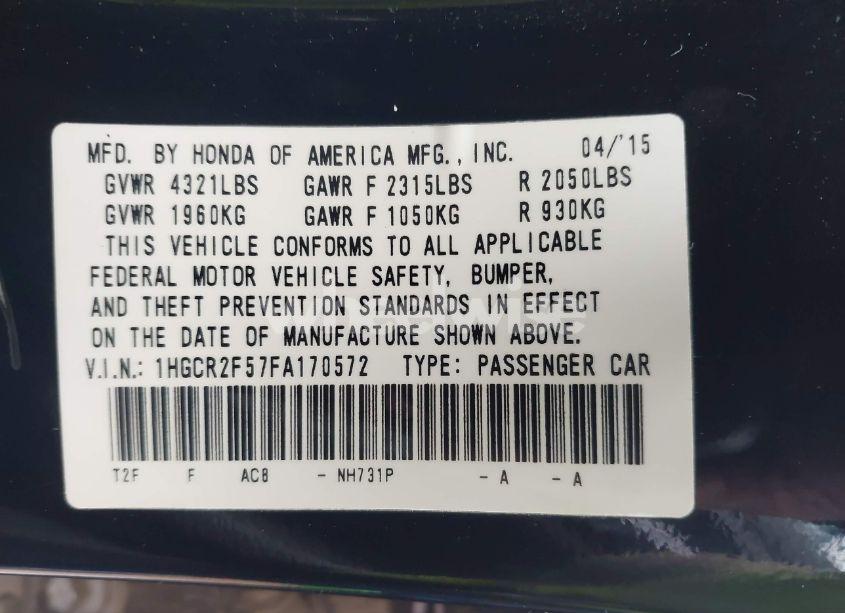 MFD. BY HONDA OF AMERICA MFG., INC. 04/'15
GVWR 4321LBS GAWR F 2315LBS R 2050LBS
GVWR 1960KG GAWR F 1050KG R 930KG
THIS VEHICLE CONFORMS TO ALL APPLICABLE
FEDERAL MOTOR VEHICLE SAFETY, BUMPER,
AND THEFT PREVENTION STANDARDS IN EFFECT
ON THE DATE OF MANUFACTURE SHOWN ABOVE.
V.I.N.: 1HGCR2F57FA170572 TYPE: PASSENGER CAR
T2F F AC8 - NH731P - A - A